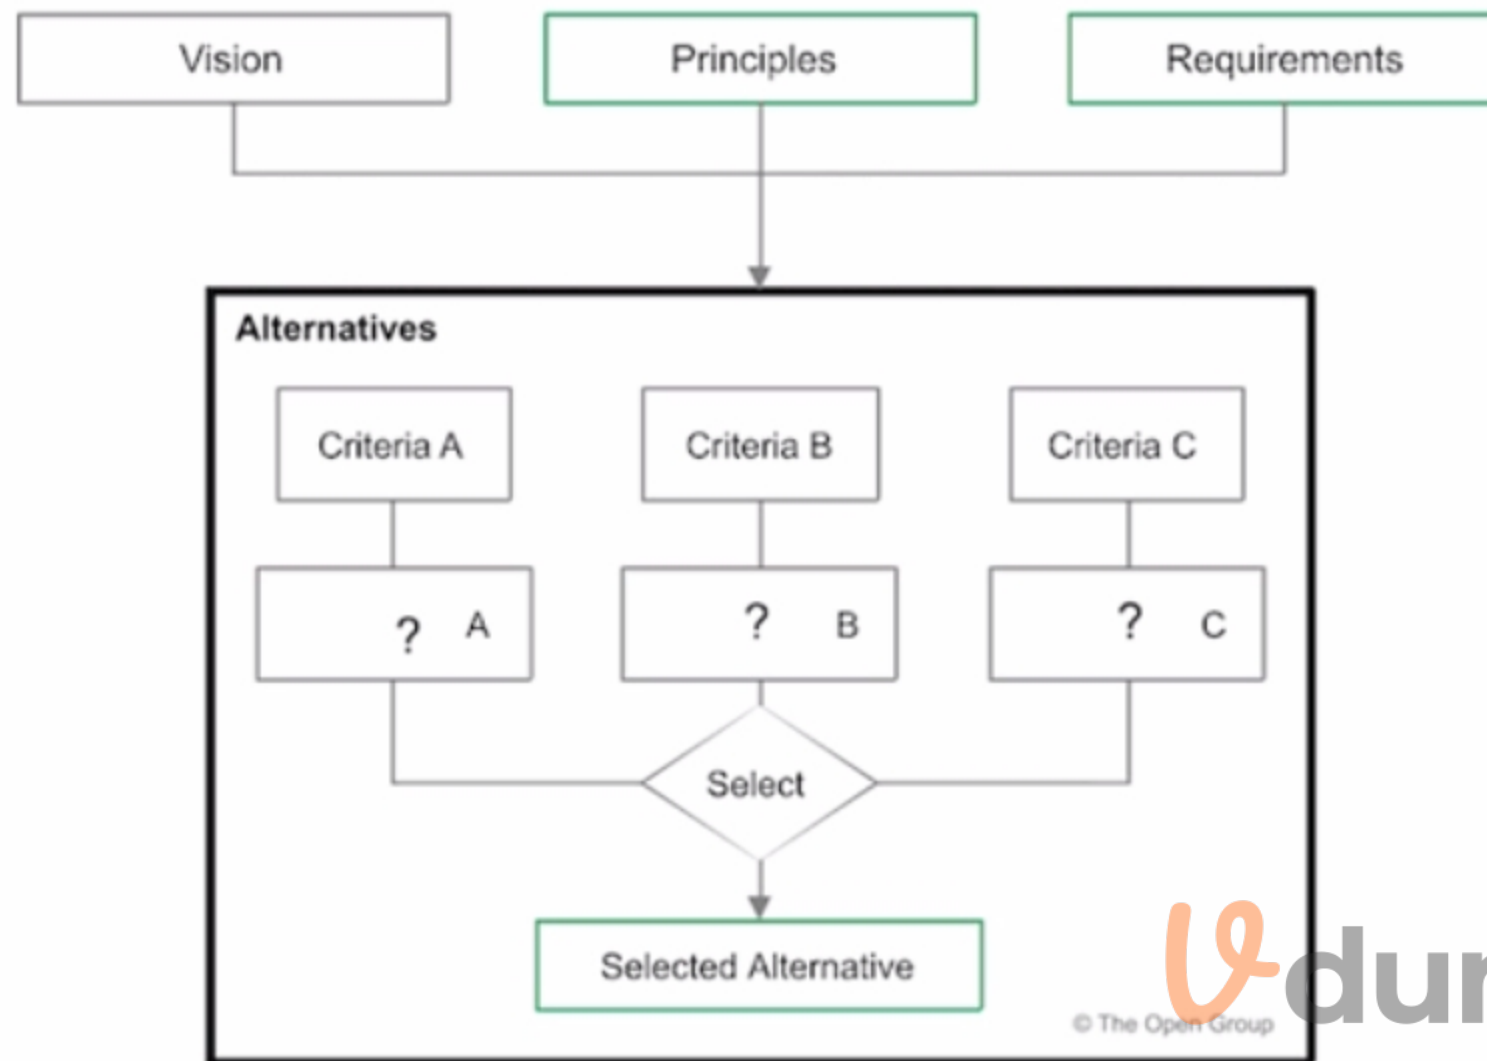 Vision
Principles
Requirements
Alternatives
Criteria A
Criteria B
Criteria C
? A
? B
? C
Select
Selected Alternative
© The Open Group